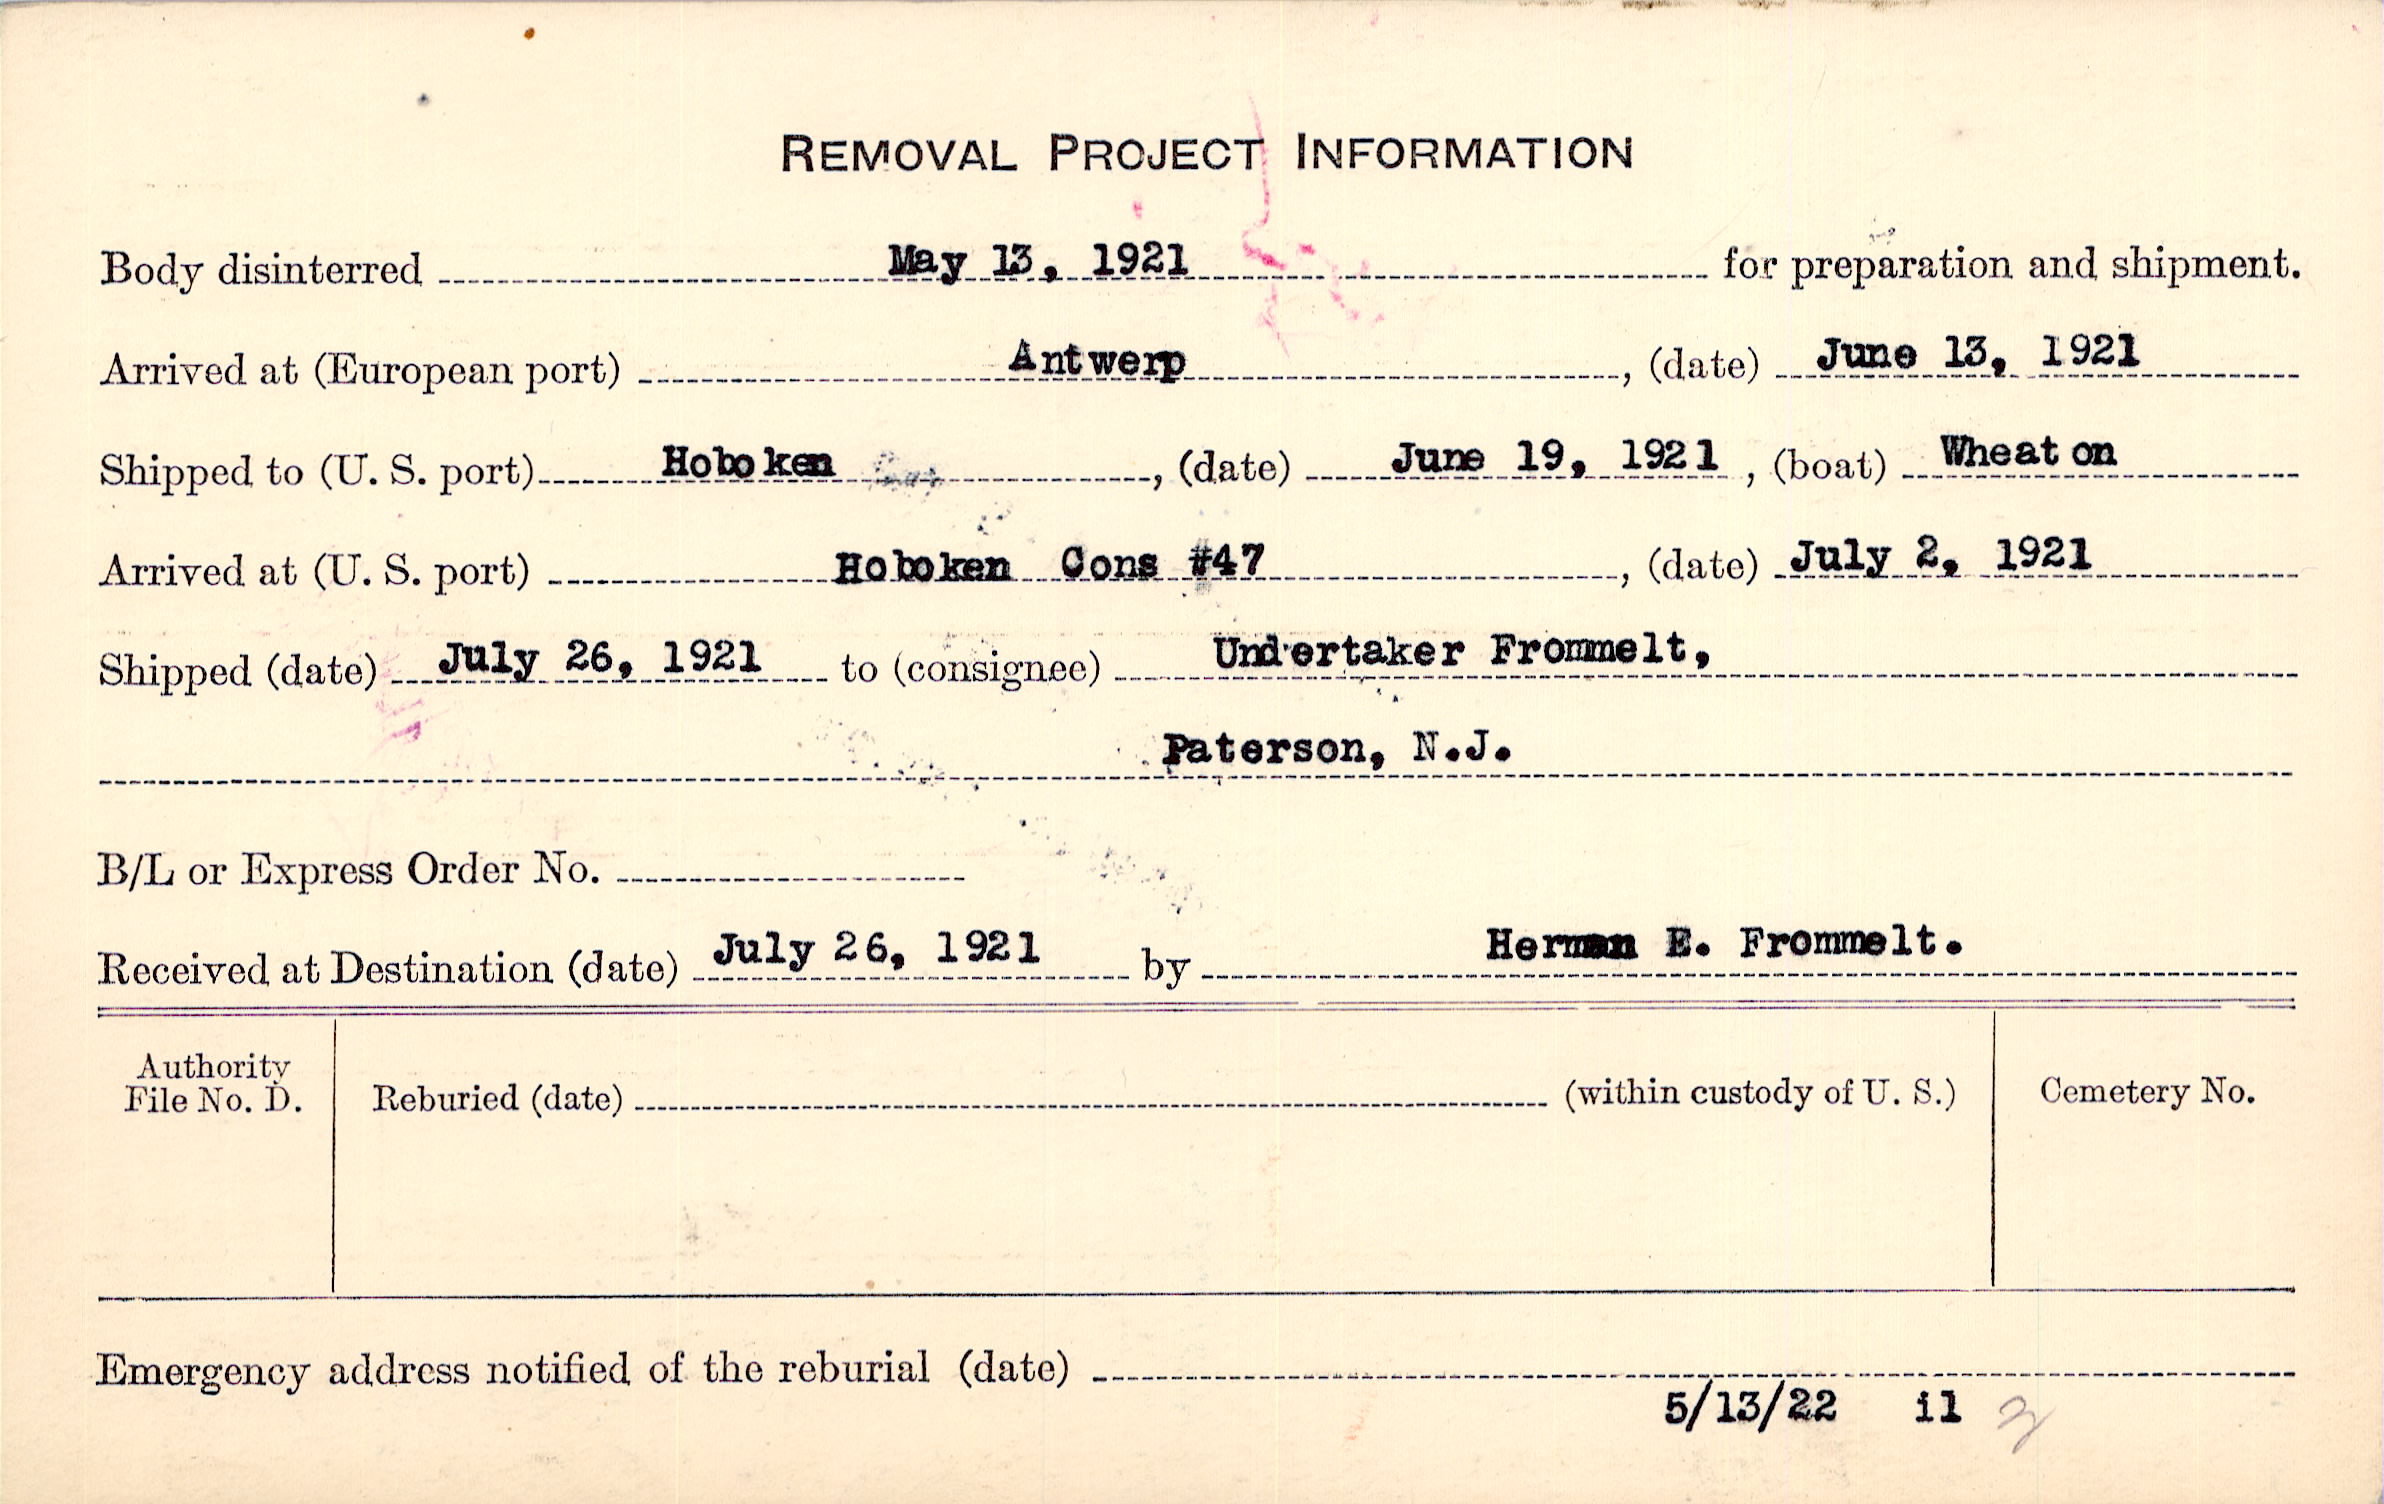 REMOVAL PROJECT INFORMATION
Body disinterred May 13, 1921 for preparation and shipment.
Arrived at (European port) Antwerp, (date) June 13, 1921
Shipped to (U. S. port) Hoboken, (date) June 19, 1921, (boat) Wheaton
Arrived at (U. S. port) Hoboken Cons #47, (date) July 2, 1921
Shipped (date) July 26, 1921 to (consignee) Undertaker Frommelt,
Paterson, N.J.
B/L or Express Order No.
Received at Destination (date) July 26, 1921 by Herman E. Frommelt.
Authority
File No. D.
Reburied (date) (within custody of U. S.)
Cemetery No.
Emergency address notified of the reburial (date)
5/13/22 il